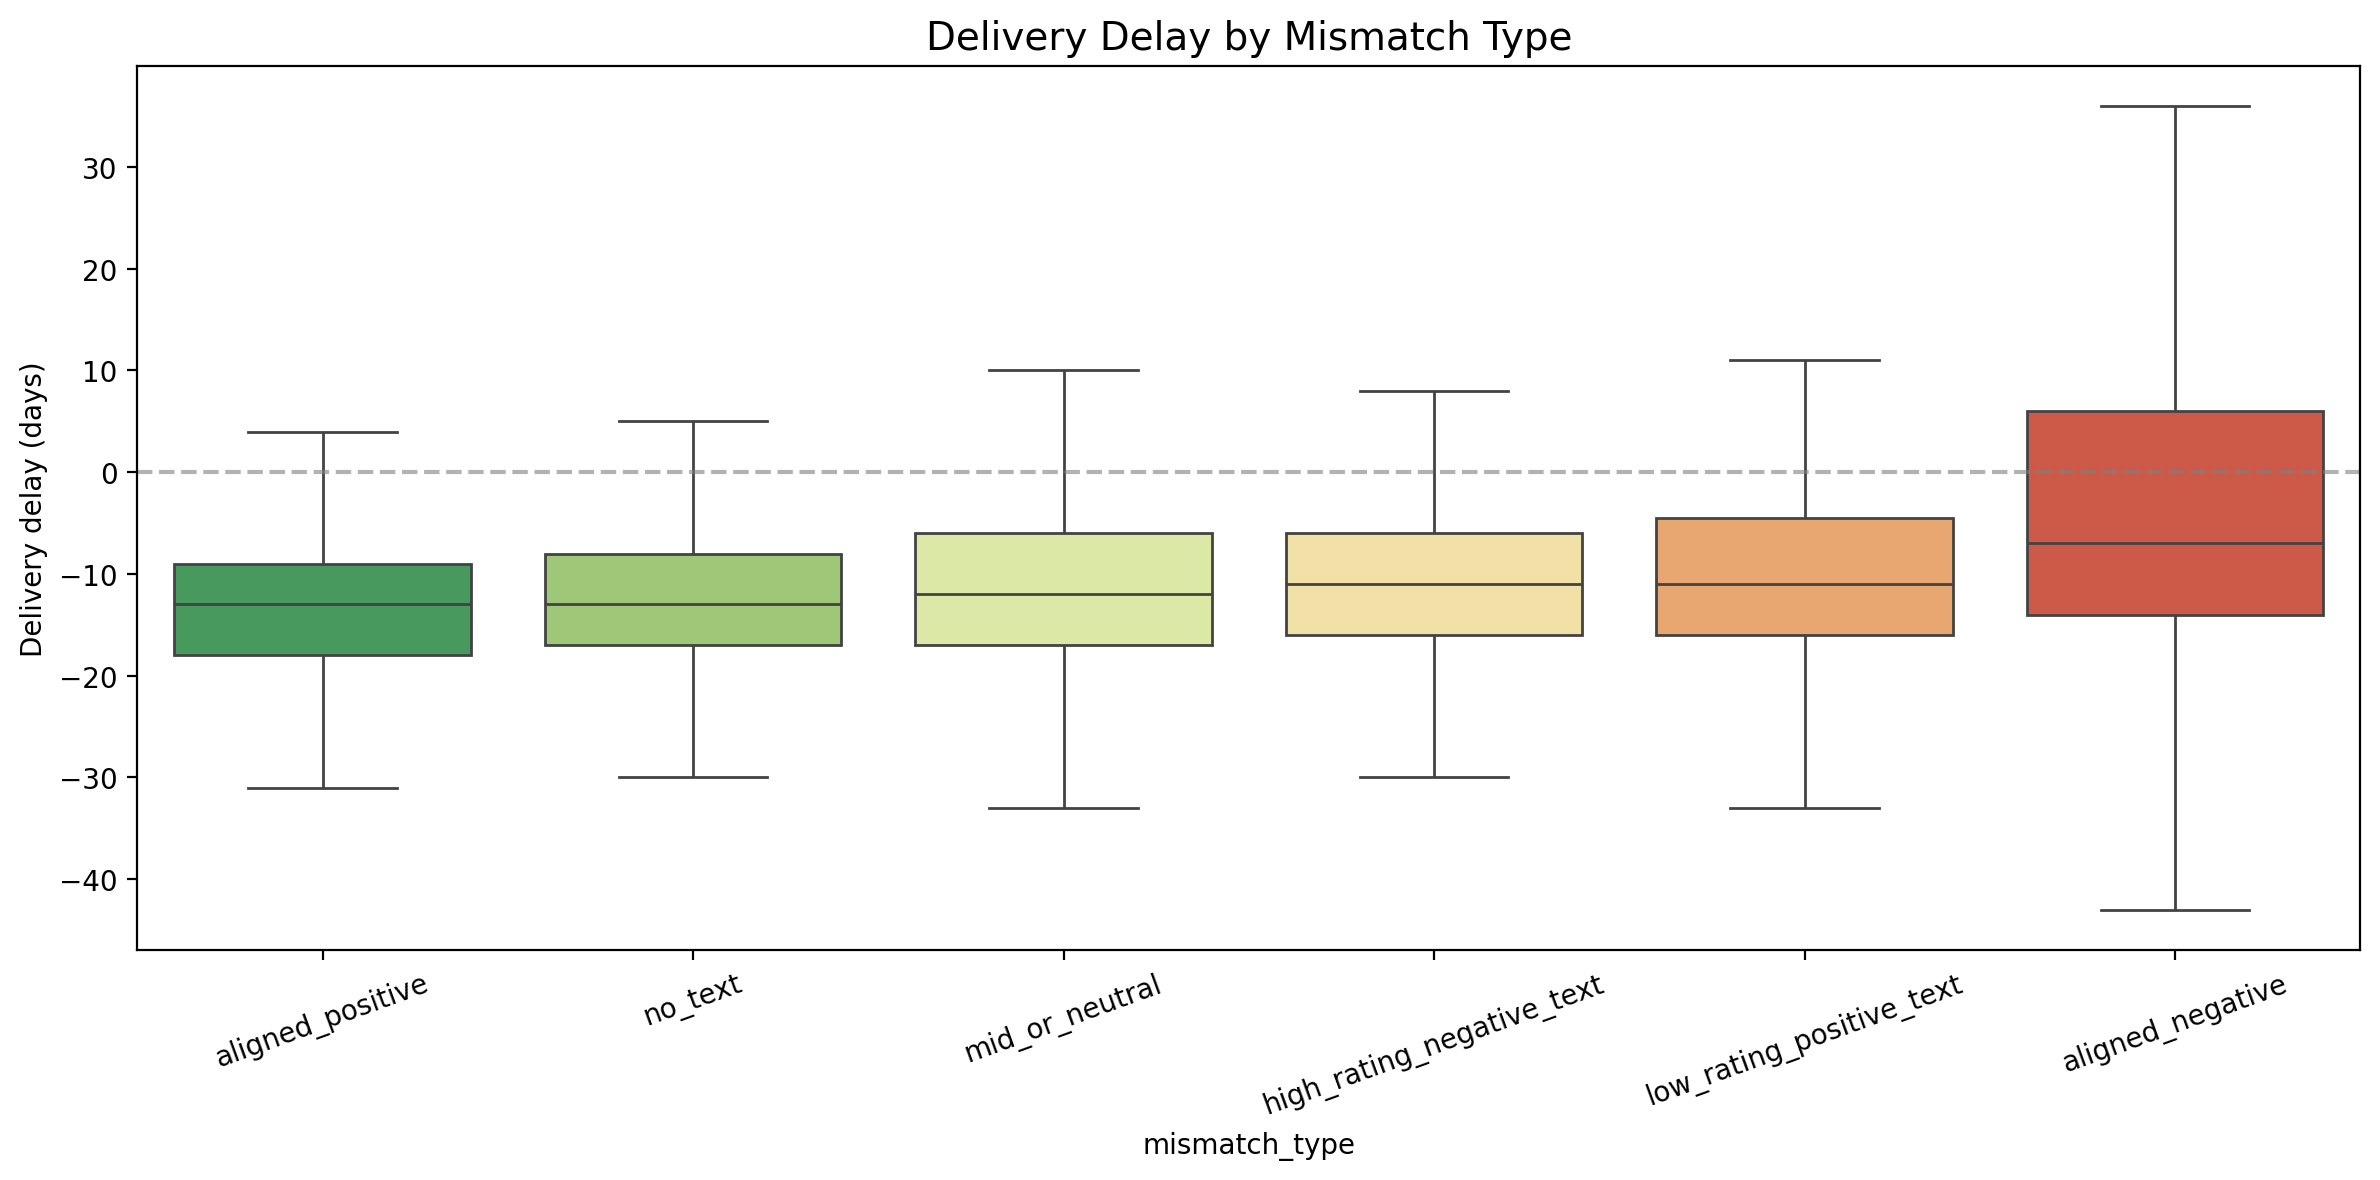 Delivery Delay by Mismatch Type
Delivery delay (days)
30
20
10
0
−10
−20
−30
−40
aligned_positive
no_text
mid_or_neutral
high_rating_negative_text
low_rating_positive_text
aligned_negative
mismatch_type